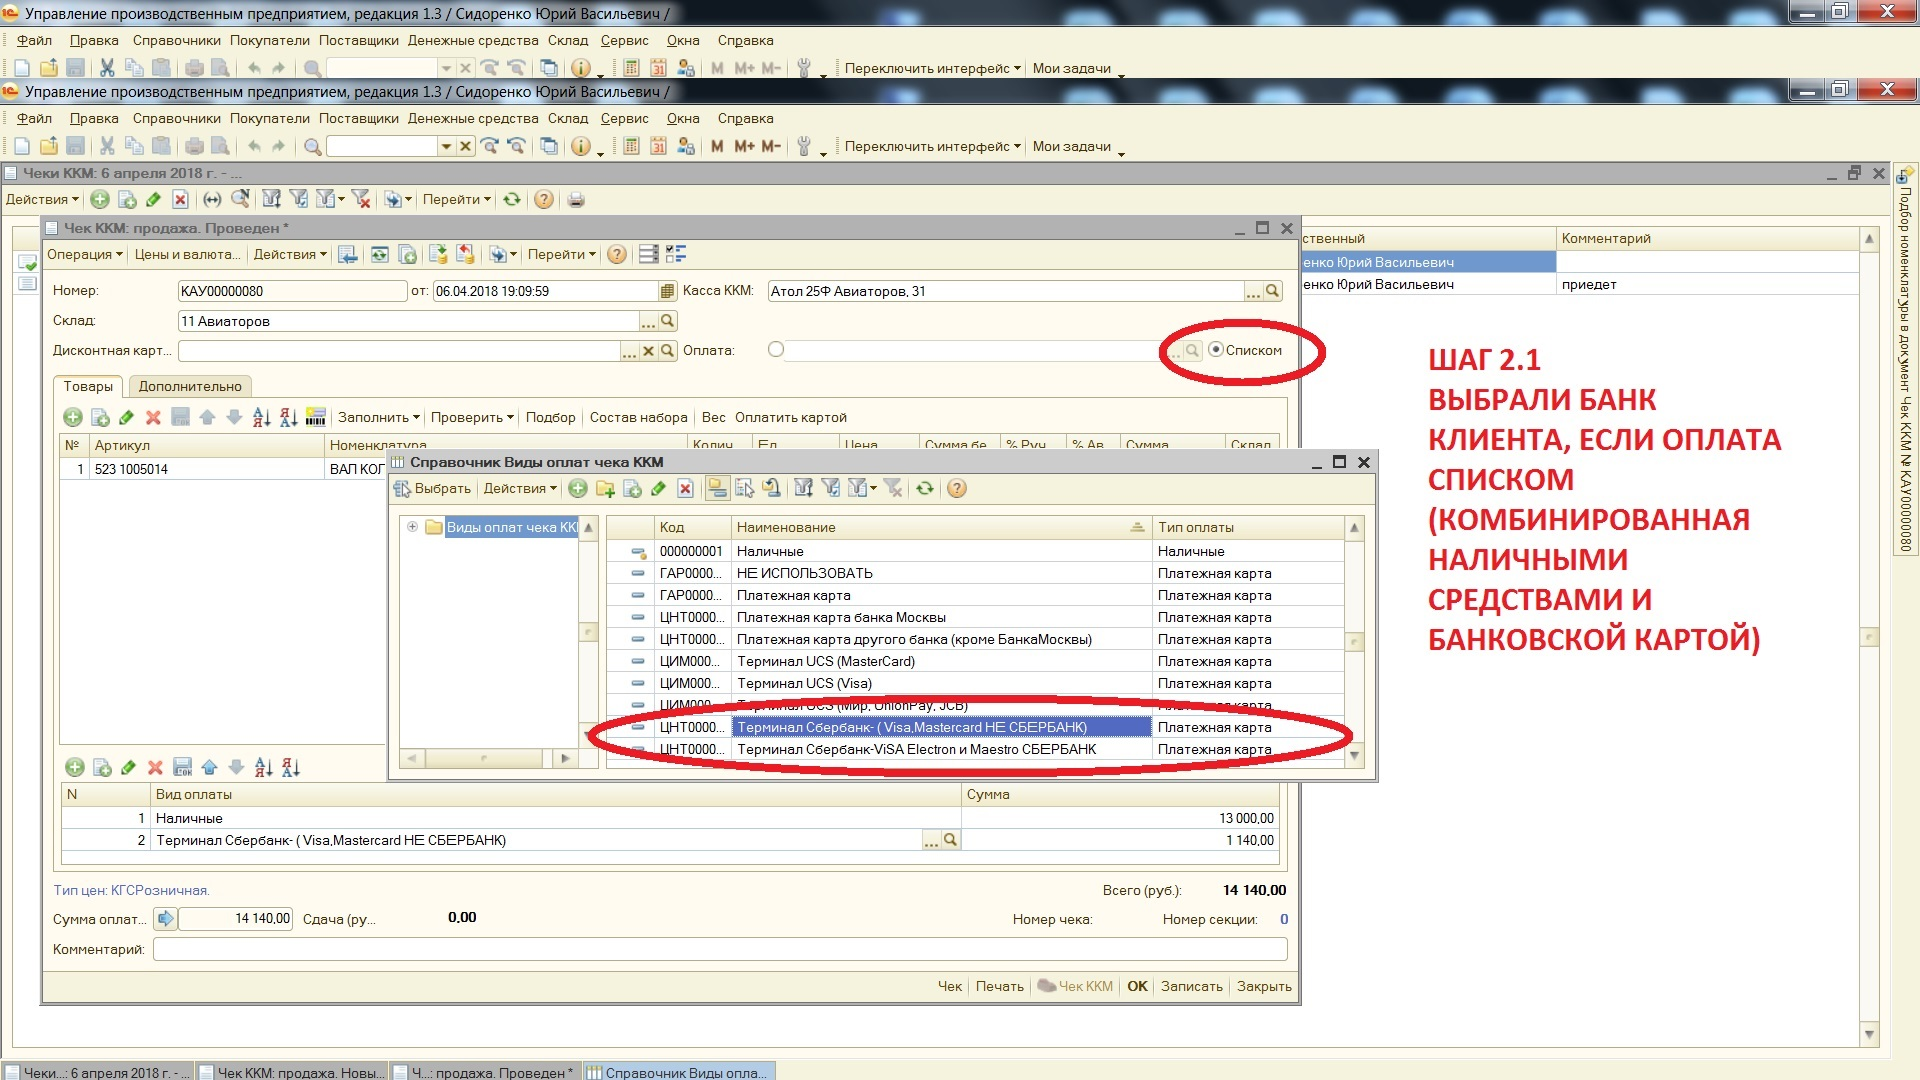 Управление производственным предприятием, редакция 1.3 / Сидоренко Юрий Васильевич /
Файл Правка Справочники Покупатели Поставщики Денежные средства Склад Сервис Окна Справка
M M+ M- Переключить интерфейс Мои задачи
Управление производственным предприятием, редакция 1.3 / Сидоренко Юрий Васильевич /
Файл Правка Справочники Покупатели Поставщики Денежные средства Склад Сервис Окна Справка
M M+ M- Переключить интерфейс Мои задачи
Чеки ККМ: 6 апреля 2018 г. - ...
Действия Перейти
Чек ККМ: продажа. Проведен *
Операция Цены и валюта... Действия Перейти
Номер: КАУ00000080 от: 06.04.2018 19:09:59 Касса ККМ: Атол 25Ф Авиаторов, 31
Склад: 11 Авиаторов
Дисконтная карт... Оплата: Списком
Товары Дополнительно
Заполнить Проверить Подбор Состав набора Вес Оплатить картой
№ Артикул Номенклатура Колич Ед Цена Сумма бе % Руч % Ав Сумма Склад
1 523 1005014 ВАЛ КОЛ
ственный Комментарий
енко Юрий Васильевич
енко Юрий Васильевич приедет
Подбор номенклатуры в документ Чек ККМ № КАУ00000080
ШАГ 2.1
ВЫБРАЛИ БАНК
КЛИЕНТА, ЕСЛИ ОПЛАТА
СПИСКОМ
(КОМБИНИРОВАННАЯ
НАЛИЧНЫМИ
СРЕДСТВАМИ И
БАНКОВСКОЙ КАРТОЙ)
Справочник Виды оплат чека ККМ
Выбрать Действия
Виды оплат чека ККМ
Код Наименование Тип оплаты
000000001 Наличные Наличные
ГАР0000... НЕ ИСПОЛЬЗОВАТЬ Платежная карта
ГАР0000... Платежная карта Платежная карта
ЦНТ0000... Платежная карта банка Москвы Платежная карта
ЦНТ0000... Платежная карта другого банка (кроме БанкаМосквы) Платежная карта
ЦИМ000... Терминал UCS (MasterCard) Платежная карта
ЦИМ000... Терминал UCS (Visa) Платежная карта
ЦИМ000... Терминал UCS (Мир, UnionPay, JCB) Платежная карта
ЦНТ0000... Терминал Сбербанк- ( Visa,Mastercard НЕ СБЕРБАНК) Платежная карта
ЦНТ0000... Терминал Сбербанк-ViSA Electron и Maestro СБЕРБАНК Платежная карта
N Вид оплаты Сумма
1 Наличные 13 000,00
2 Терминал Сбербанк- ( Visa,Mastercard НЕ СБЕРБАНК) 1 140,00
Тип цен: КГСРозничная. Всего (руб.): 14 140,00
Сумма оплат... 14 140,00 Сдача (ру... 0.00 Номер чека: Номер секции: 0
Комментарий:
Чек Печать Чек ККМ OK Записать Закрыть
Чеки...: 6 апреля 2018 г. - ... Чек ККМ: продажа. Новы... Ч...: продажа. Проведен * Справочник Виды опла...